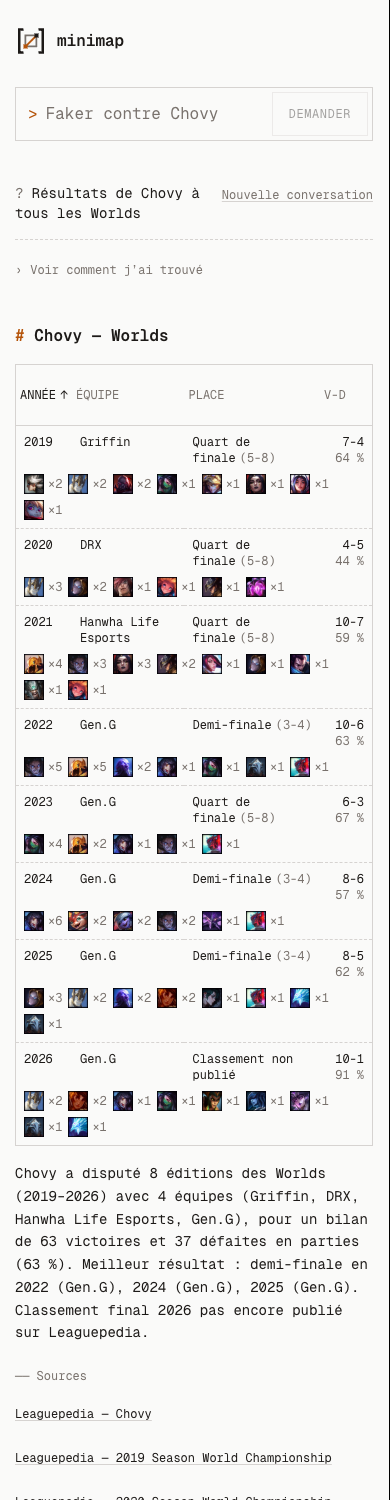 minimap
> Faker contre Chovy DEMANDER
? Résultats de Chovy à tous les Worlds
Nouvelle conversation
› Voir comment j'ai trouvé
# Chovy — Worlds
ANNÉE ↑ ÉQUIPE PLACE V-D
2019 Griffin Quart de finale (5-8) 7-4 64 %
×2 ×2 ×2 ×1 ×1 ×1 ×1
×1
2020 DRX Quart de finale (5-8) 4-5 44 %
×3 ×2 ×1 ×1 ×1 ×1
2021 Hanwha Life Esports Quart de finale (5-8) 10-7 59 %
×4 ×3 ×3 ×2 ×1 ×1 ×1
×1 ×1
2022 Gen.G Demi-finale (3-4) 10-6 63 %
×5 ×5 ×2 ×1 ×1 ×1 ×1
2023 Gen.G Quart de finale (5-8) 6-3 67 %
×4 ×2 ×1 ×1 ×1
2024 Gen.G Demi-finale (3-4) 8-6 57 %
×6 ×2 ×2 ×2 ×1 ×1
2025 Gen.G Demi-finale (3-4) 8-5 62 %
×3 ×2 ×2 ×2 ×1 ×1 ×1
×1
2026 Gen.G Classement non publié 10-1 91 %
×2 ×2 ×1 ×1 ×1 ×1 ×1
×1 ×1
Chovy a disputé 8 éditions des Worlds
(2019–2026) avec 4 équipes (Griffin, DRX,
Hanwha Life Esports, Gen.G), pour un bilan
de 63 victoires et 37 défaites en parties
(63 %). Meilleur résultat : demi-finale en
2022 (Gen.G), 2024 (Gen.G), 2025 (Gen.G).
Classement final 2026 pas encore publié
sur Leaguepedia.
── Sources
Leaguepedia — Chovy
Leaguepedia — 2019 Season World Championship